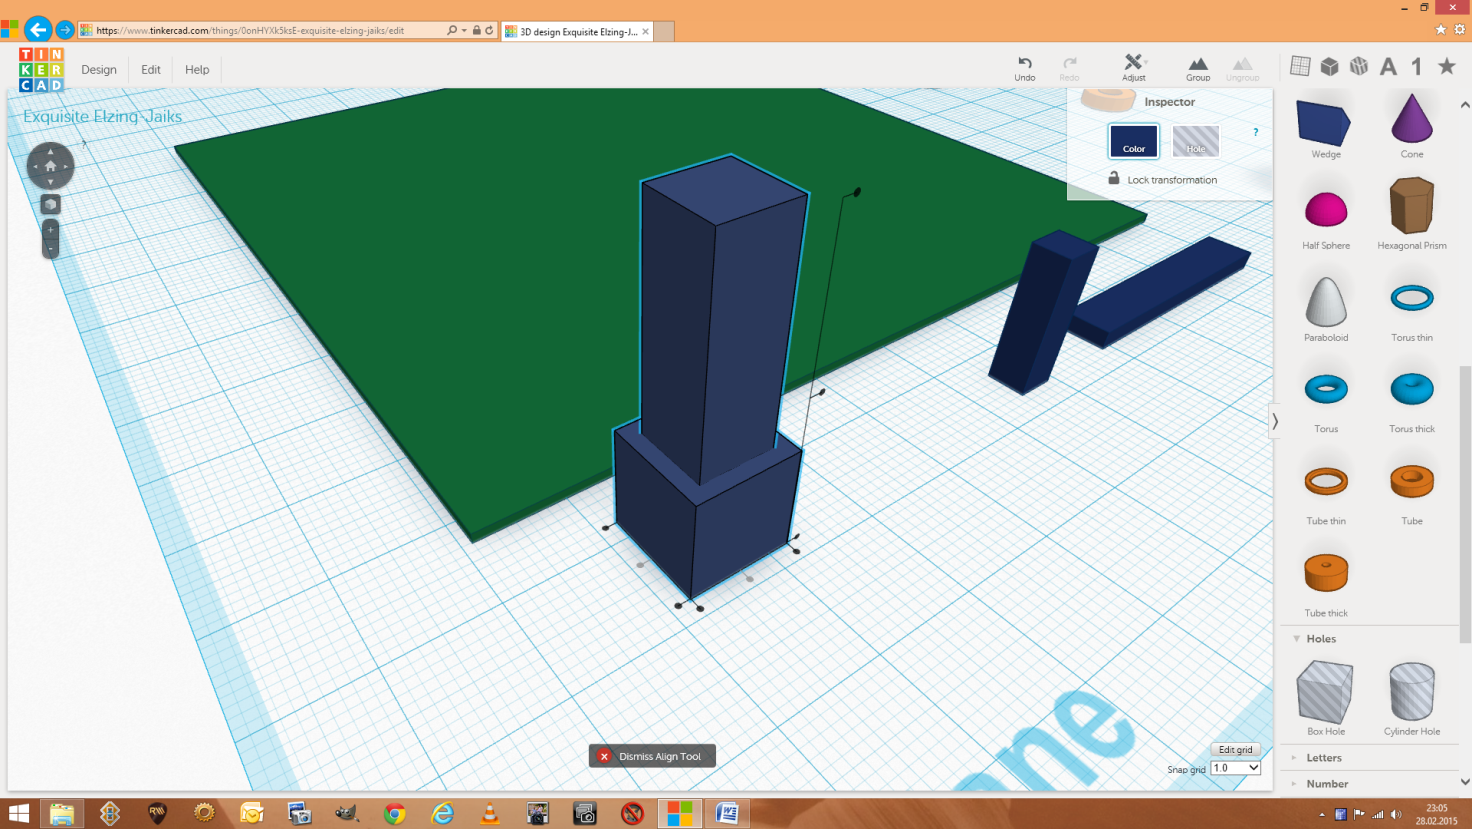 https://www.tinkercad.com/things/0onHYXk5ksE-exquisite-elzing-jaiks/edit
3D design Exquisite Elzing-J...
TIN
KER
CAD
Design
Edit
Help
Undo
Redo
Adjust
Group
Ungroup
A
1
Exquisite Elzing-Jaiks
Inspector
Color
Hole
?
Lock transformation
Wedge
Cone
Half Sphere
Hexagonal Prism
Paraboloid
Torus thin
Torus
Torus thick
Tube thin
Tube
Tube thick
Holes
Box Hole
Cylinder Hole
Letters
Number
Dismiss Align Tool
Edit grid
Snap grid 1.0
ne
23:05
28.02.2015